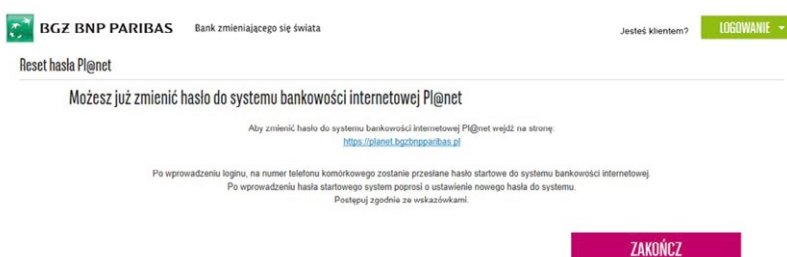 BGŻ BNP PARIBAS Bank zmieniającego się świata Jesteś klientem? LOGOWANIE
Reset hasła Pl@net
Możesz już zmienić hasło do systemu bankowości internetowej Pl@net
Aby zmienić hasło do systemu bankowości internetowej Pl@net wejdź na stronę:
https://planet.bgzbnpparibas.pl
Po wprowadzeniu loginu, na numer telefonu komórkowego zostanie przesłane hasło startowe do systemu bankowości internetowej.
Po wprowadzeniu hasła startowego system poprosi o ustawienie nowego hasła do systemu.
Postępuj zgodnie ze wskazówkami.
ZAKOŃCZ